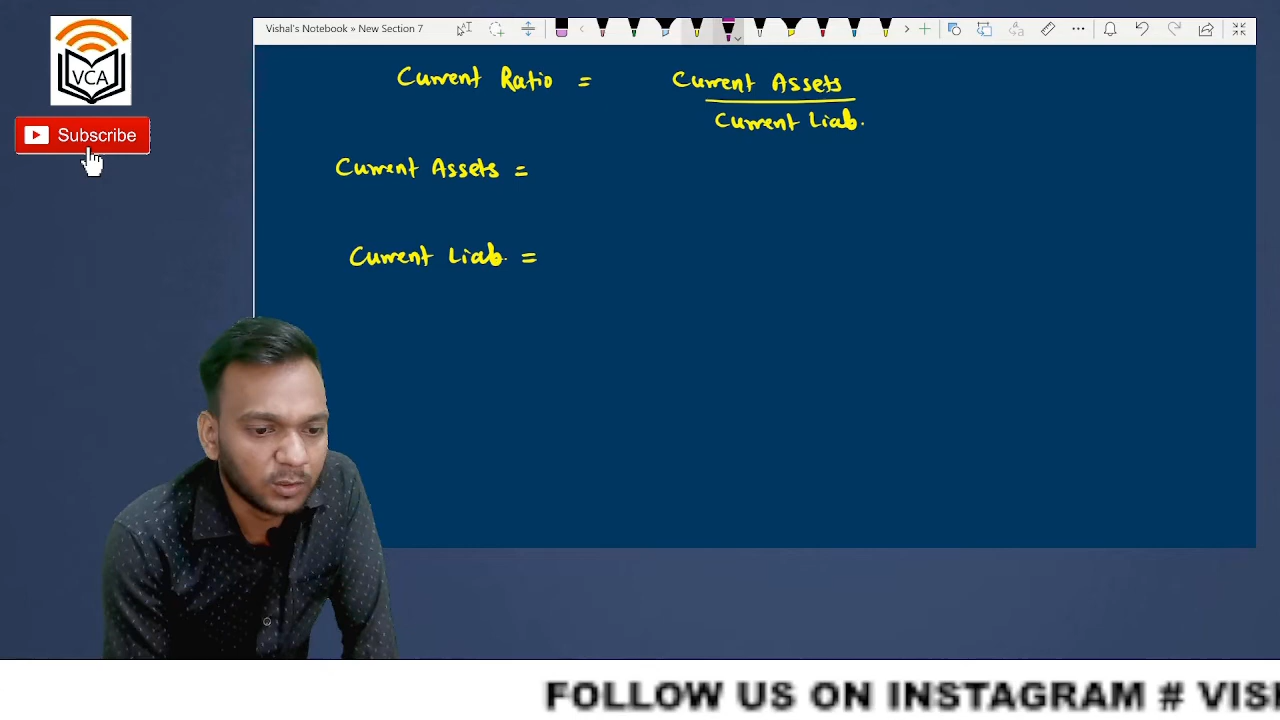 VCA
Subscribe
Vishal's Notebook » New Section 7
Current Ratio = Current Assets
Current Liab.
Current Assets =
Current Liab. =
FOLLOW US ON INSTAGRAM #